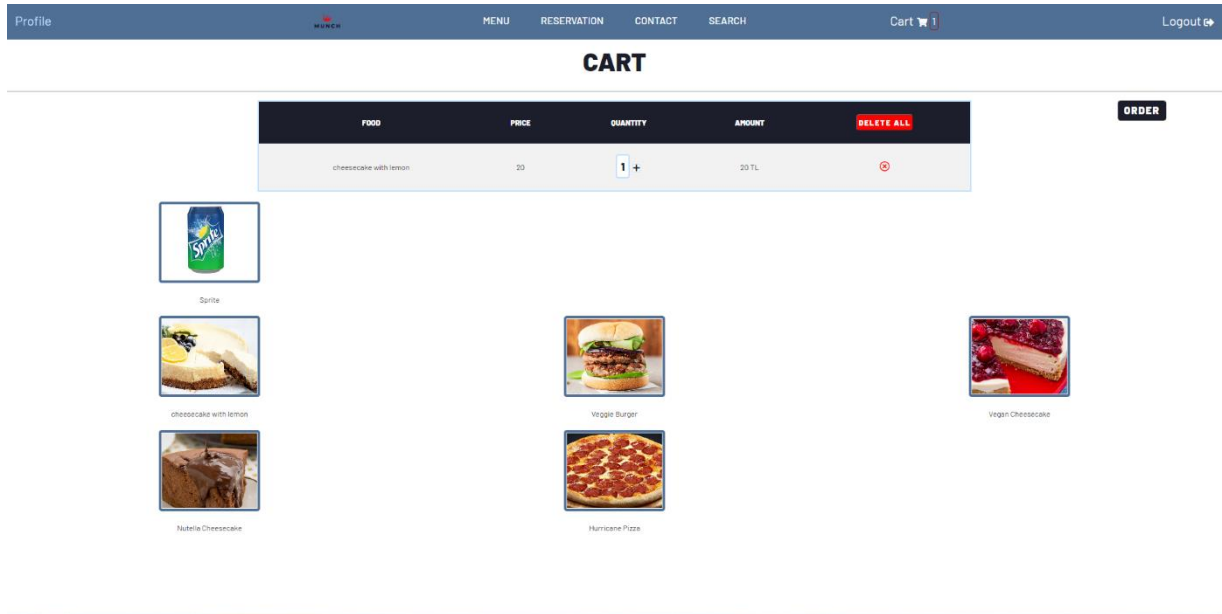 Profile
MUNCH
MENU RESERVATION CONTACT SEARCH
Cart 1
Logout
CART
ORDER
FOOD PRICE QUANTITY AMOUNT DELETE ALL
cheesecake with lemon 20 1 + 20 TL
Sprite
Sprite
cheesecake with lemon Veggie Burger Vegan Cheesecake
Nutella Cheesecake Hurricane Pizza